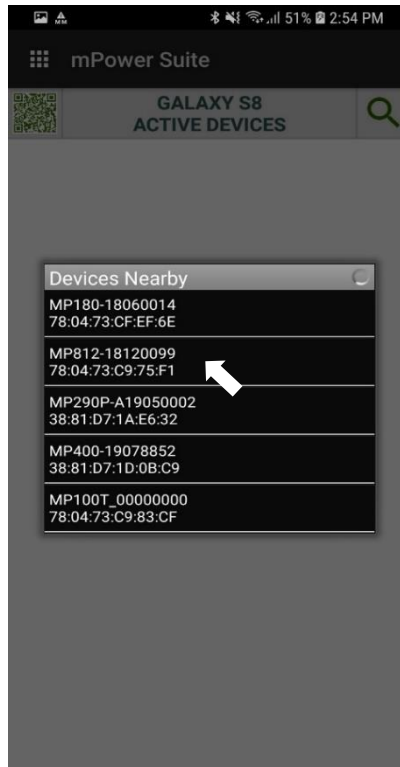 51% 2:54 PM
mPower Suite
GALAXY S8
ACTIVE DEVICES
Devices Nearby
MP180-18060014
78:04:73:CF:EF:6E
MP812-18120099
78:04:73:C9:75:F1
MP290P-A19050002
38:81:D7:1A:E6:32
MP400-19078852
38:81:D7:1D:0B:C9
MP100T_00000000
78:04:73:C9:83:CF